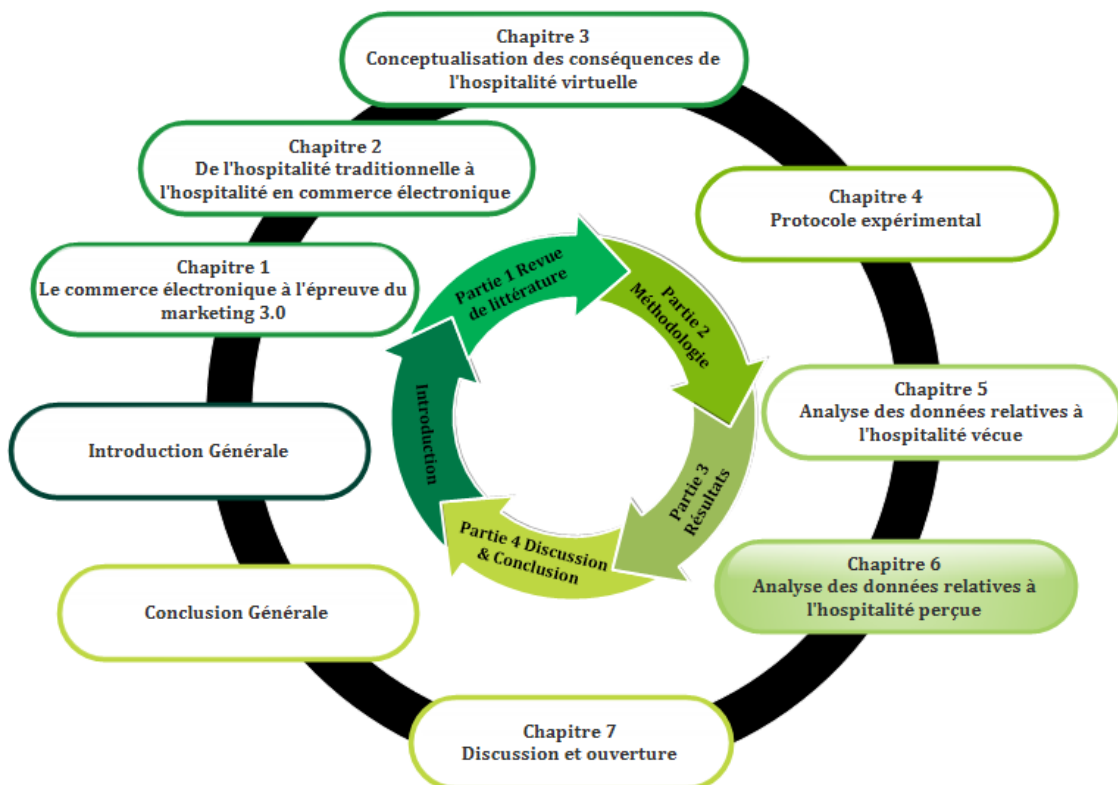 Chapitre 3
Conceptualisation des conséquences de
l'hospitalité virtuelle
Chapitre 2
De l'hospitalité traditionnelle à
l'hospitalité en commerce électronique
Chapitre 4
Protocole expérimental
Chapitre 1
Le commerce électronique à l'épreuve du
marketing 3.0
Partie 1 Revue
de littérature
Partie 2
Méthodologie
Introduction
Partie 3
Résultats
Partie 4 Discussion
& Conclusion
Chapitre 5
Analyse des données relatives à
l'hospitalité vécue
Introduction Générale
Chapitre 6
Analyse des données relatives à
l'hospitalité perçue
Conclusion Générale
Chapitre 7
Discussion et ouverture